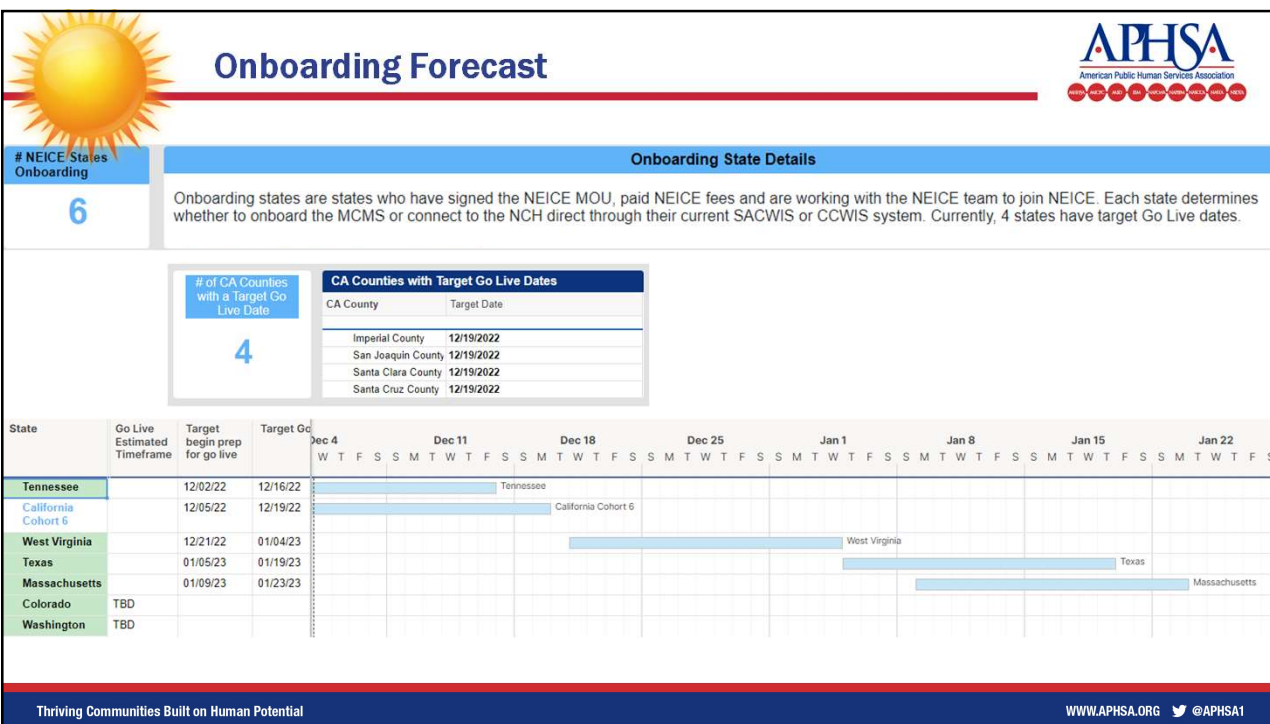 Onboarding Forecast
APHSA
American Public Human Services Association
# NEICE States
Onboarding
6
Onboarding State Details
Onboarding states are states who have signed the NEICE MOU, paid NEICE fees and are working with the NEICE team to join NEICE. Each state determines
whether to onboard the MCMS or connect to the NCH direct through their current SACWIS or CCWIS system. Currently, 4 states have target Go Live dates.
# of CA Counties
with a Target Go
Live Date
4
CA Counties with Target Go Live Dates
CA County Target Date
Imperial County 12/19/2022
San Joaquin County 12/19/2022
Santa Clara County 12/19/2022
Santa Cruz County 12/19/2022
State Go Live Target Target Go
Estimated begin prep
Timeframe for go live
Dec 4 Dec 11 Dec 18 Dec 25 Jan 1 Jan 8 Jan 15 Jan 22
W T F S S M T W T F S S M T W T F S S M T W T F S S M T W T F S S M T W T F S S M T W T F S S M T W T F
Tennessee 12/02/22 12/16/22 Tennessee
California 12/05/22 12/19/22 California Cohort 6
Cohort 6
West Virginia 12/21/22 01/04/23 West Virginia
Texas 01/05/23 01/19/23 Texas
Massachusetts 01/09/23 01/23/23 Massachusetts
Colorado TBD
Washington TBD
Thriving Communities Built on Human Potential
WWW.APHSA.ORG @APHSA1